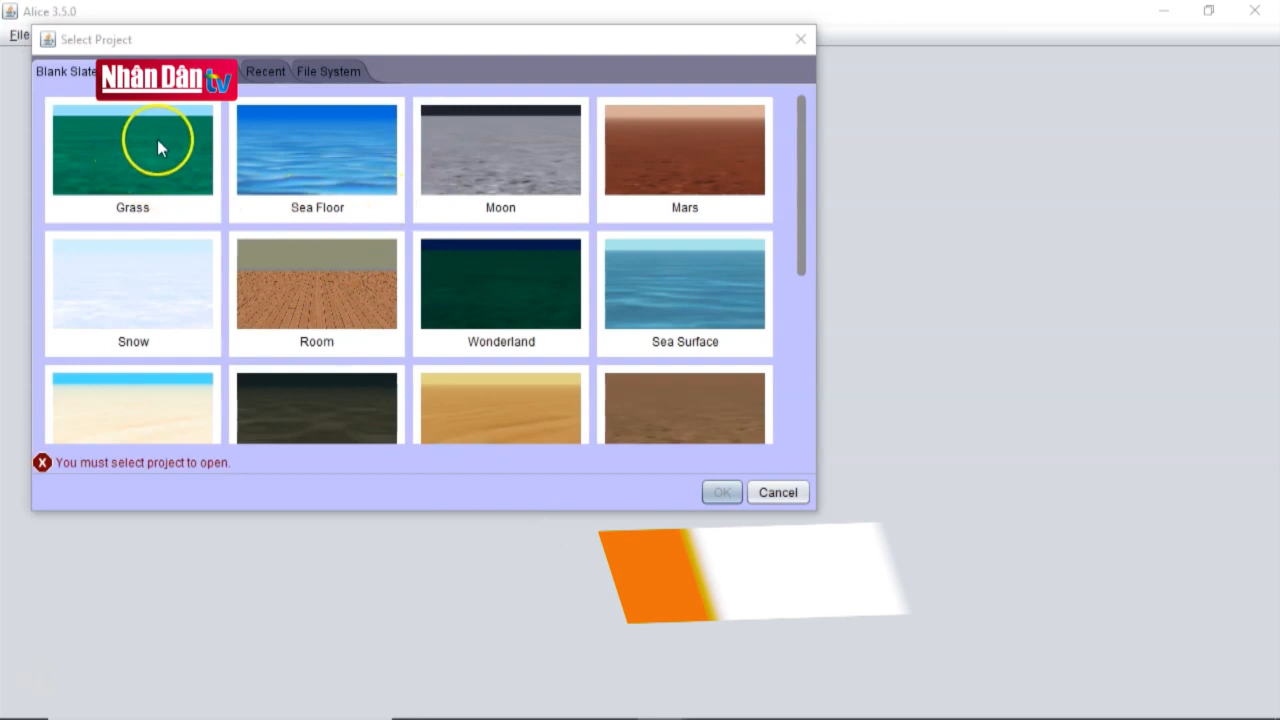 Alice 3.5.0
File
Select Project
Blank Slate
Nhân Dân tv
Recent
File System
Grass
Sea Floor
Moon
Mars
Snow
Room
Wonderland
Sea Surface
X You must select project to open.
OK
Cancel